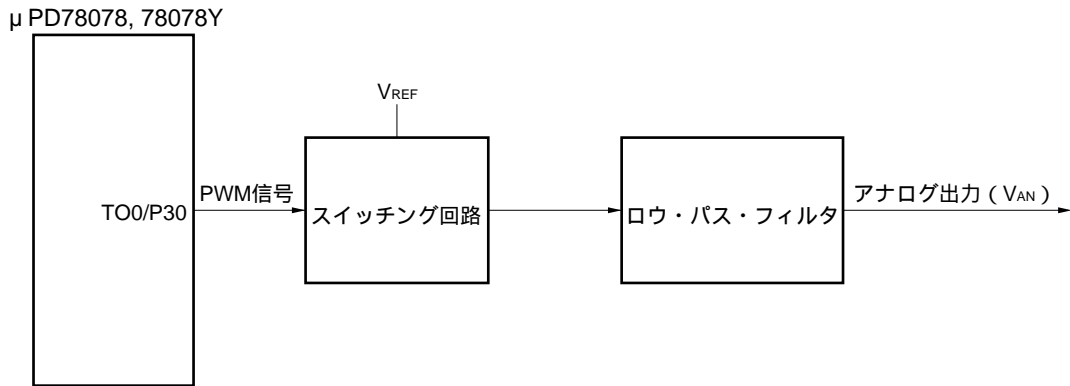 μ PD78078, 78078Y
VREF
TO0/P30
PWM信号
スイッチング回路
ロウ・パス・フィルタ
アナログ出力（VAN）